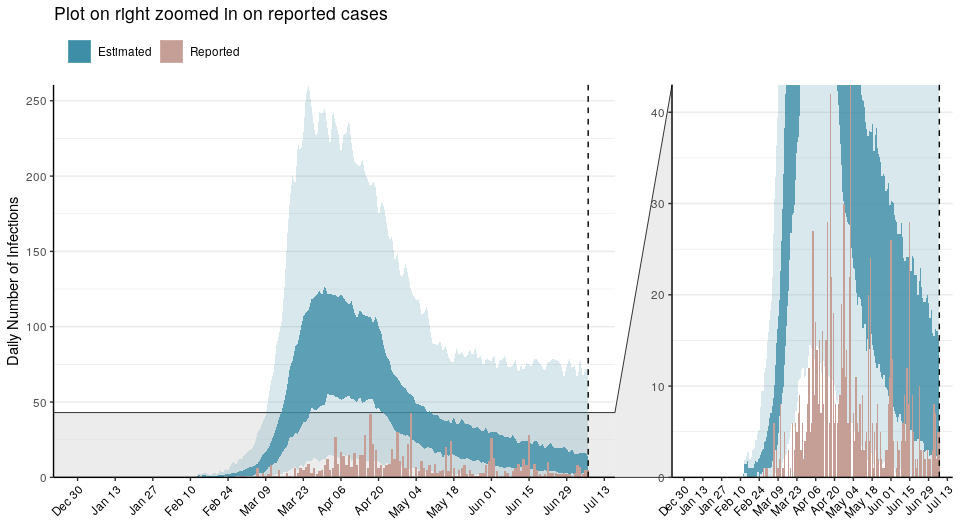 Plot on right zoomed in on reported cases
Estimated Reported
Daily Number of Infections
250
200
150
100
50
0
Dec 30 Jan 13 Jan 27 Feb 10 Feb 24 Mar 09 Mar 23 Apr 06 Apr 20 May 04 May 18 Jun 01 Jun 15 Jun 29 Jul 13
40
30
20
10
0
Dec 30 Jan 13 Jan 27 Feb 10 Feb 24 Mar 09 Mar 23 Apr 06 Apr 20 May 04 May 18 Jun 01 Jun 15 Jun 29 Jul 13